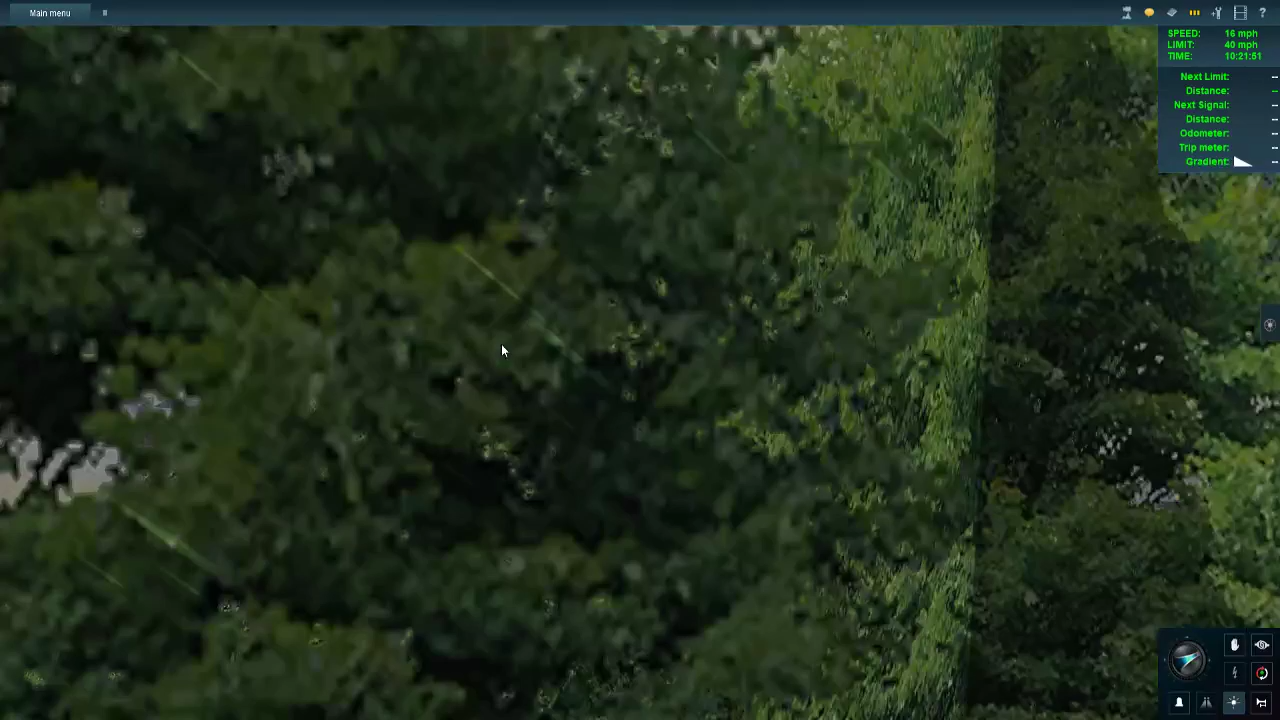 Main menu
SPEED: 16 mph
LIMIT: 40 mph
TIME: 10:21:51
Next Limit: --
Distance: --
Next Signal: --
Distance: --
Odometer: --
Trip meter: --
Gradient: --